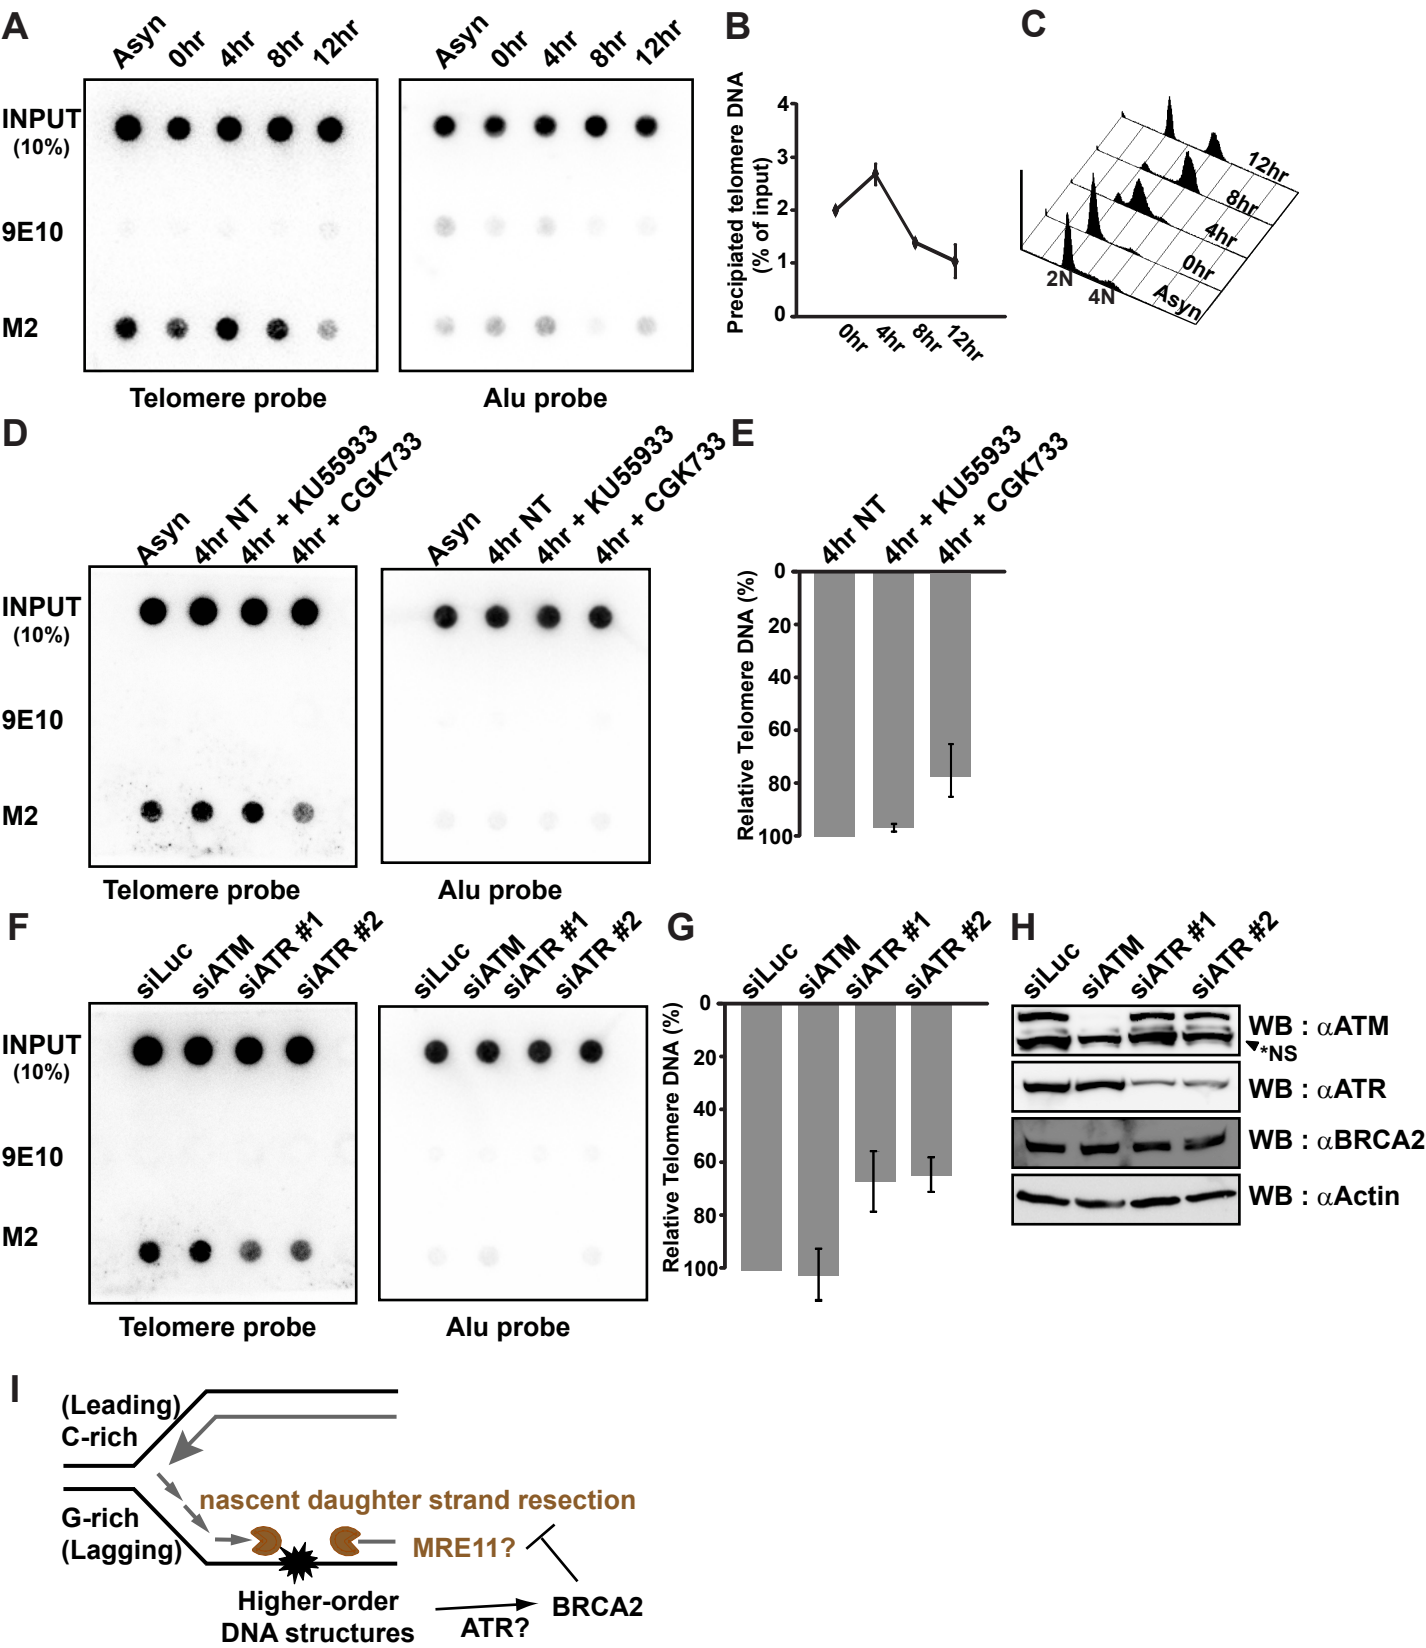 A
Asyn 0hr 4hr 8hr 12hr
Asyn 0hr 4hr 8hr 12hr
INPUT
(10%)
9E10
M2
Telomere probe
Alu probe
B
Precipiated telomere DNA
(% of input)
4
3
2
1
0
0hr 4hr 8hr 12hr
C
12hr
8hr
4hr
0hr
Asyn
2N
4N
D
Asyn 4hr NT 4hr + KU55933 4hr + CGK733
Asyn 4hr NT 4hr + KU55933 4hr + CGK733
INPUT
(10%)
9E10
M2
Telomere probe
Alu probe
E
4hr NT 4hr + KU55933 4hr + CGK733
Relative Telomere DNA (%)
0
20
40
60
80
100
F
siLuc siATM siATR #1 siATR #2
siLuc siATM siATR #1 siATR #2
INPUT
(10%)
9E10
M2
Telomere probe
Alu probe
G
siLuc siATM siATR #1 siATR #2
Relative Telomere DNA (%)
0
20
40
60
80
100
H
siLuc siATM siATR #1 siATR #2
WB : αATM
*NS
WB : αATR
WB : αBRCA2
WB : αActin
I
(Leading)
C-rich
nascent daughter strand resection
G-rich
(Lagging)
MRE11?
Higher-order
DNA structures
ATR?
BRCA2